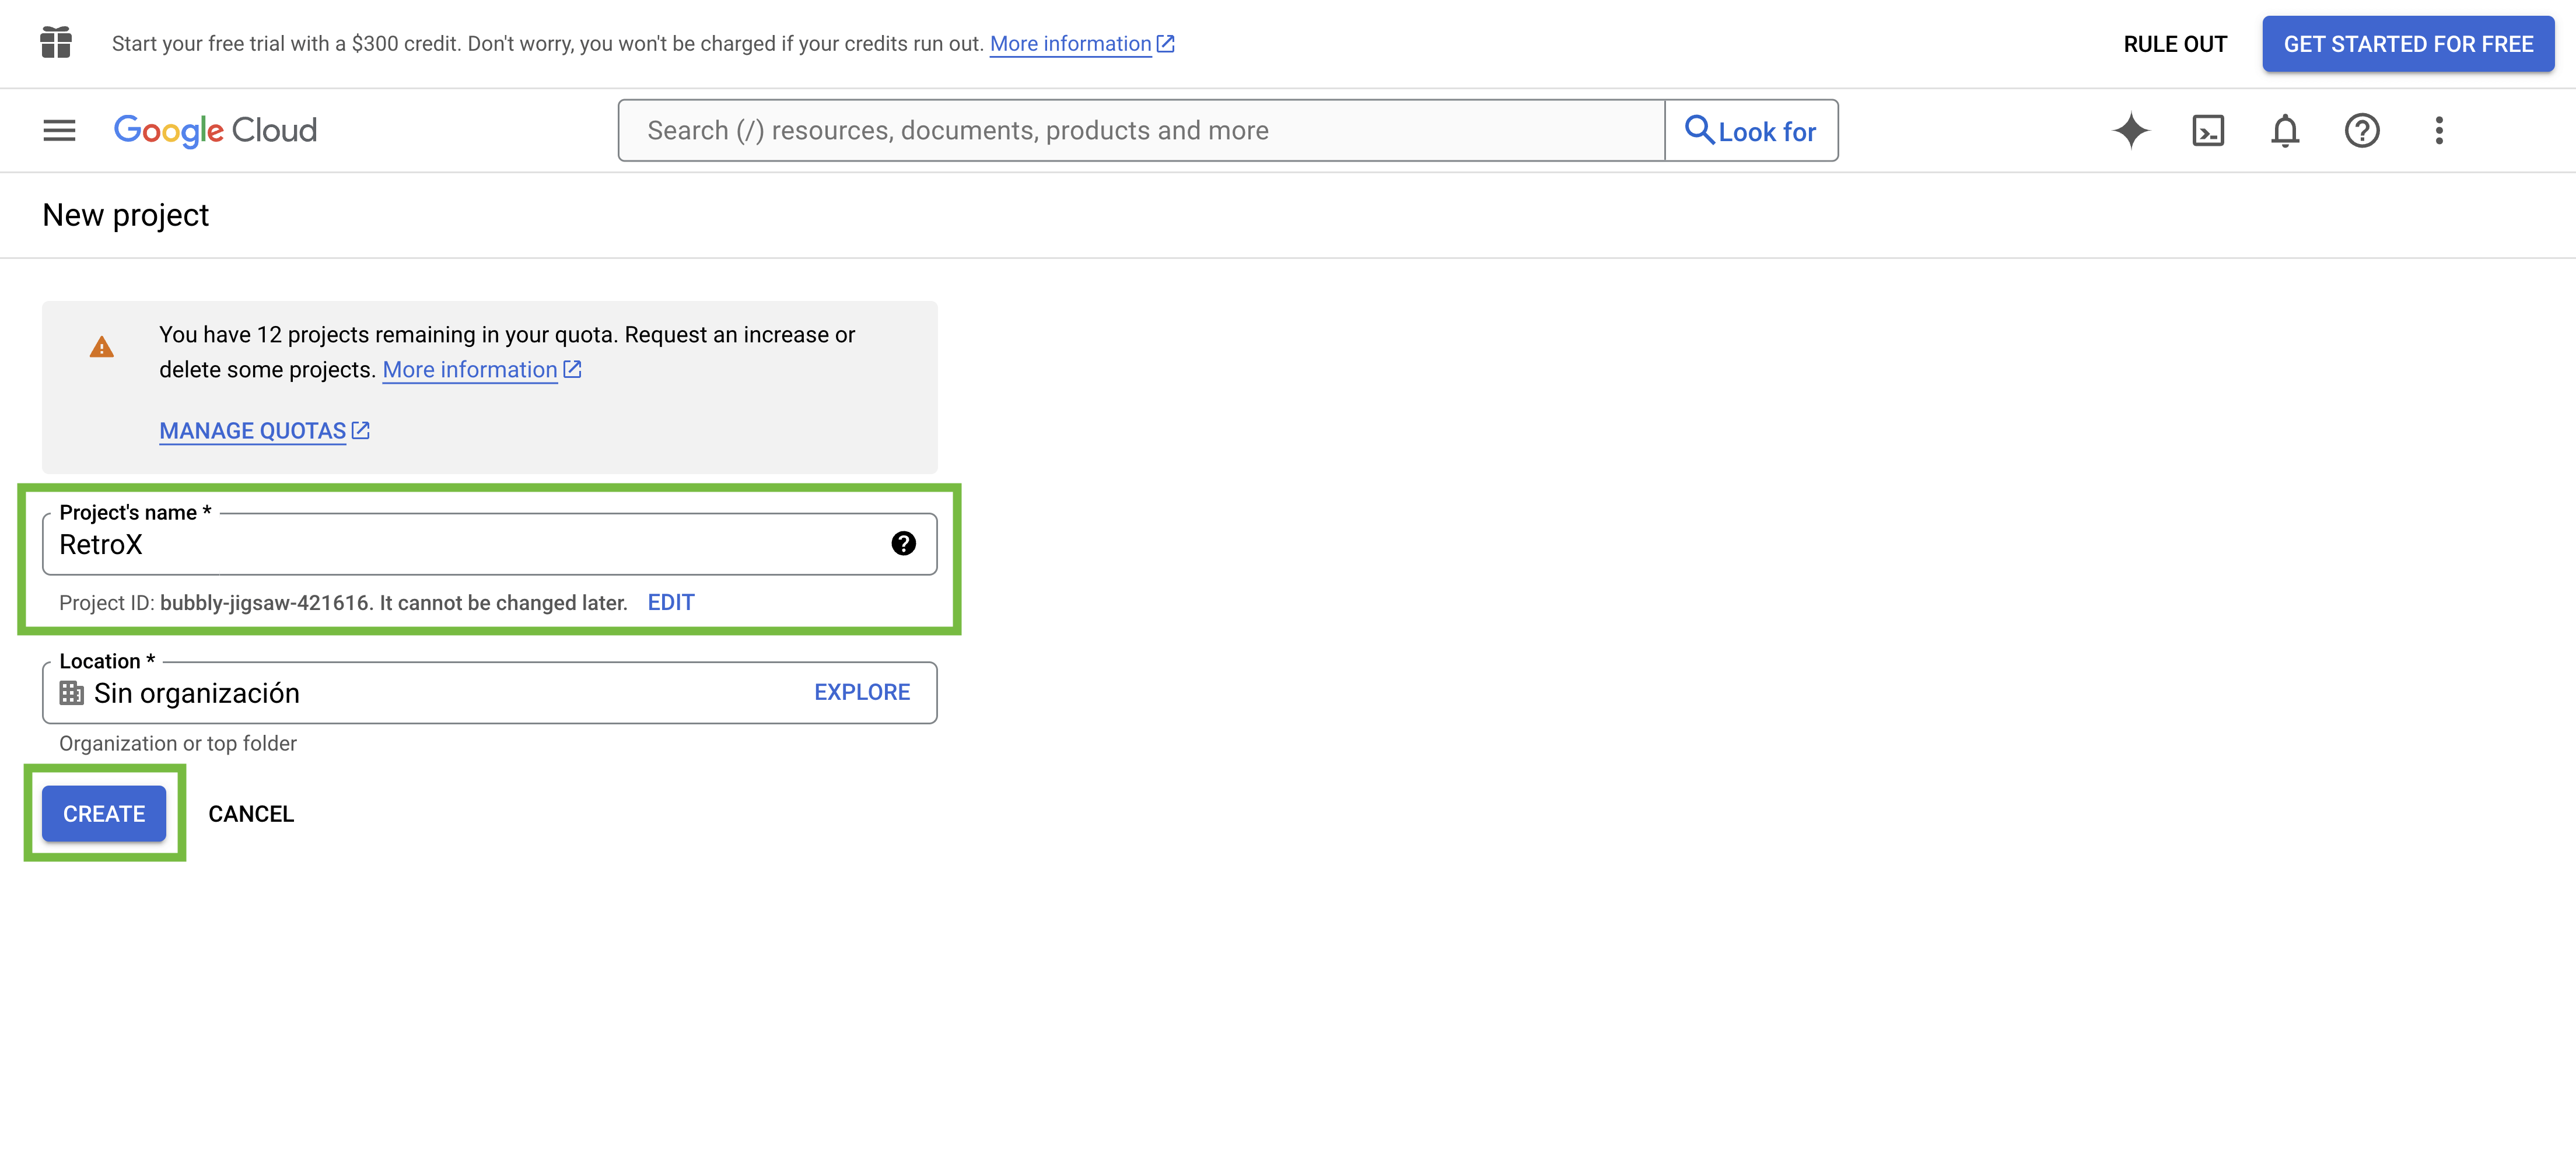 Start your free trial with a $300 credit. Don't worry, you won't be charged if your credits run out. More information
RULE OUT
GET STARTED FOR FREE
Google Cloud
Search (/) resources, documents, products and more
Look for
New project
You have 12 projects remaining in your quota. Request an increase or
delete some projects. More information
MANAGE QUOTAS
Project's name *
RetroX
Project ID: bubbly-jigsaw-421616. It cannot be changed later. EDIT
Location *
Sin organización
EXPLORE
Organization or top folder
CREATE
CANCEL